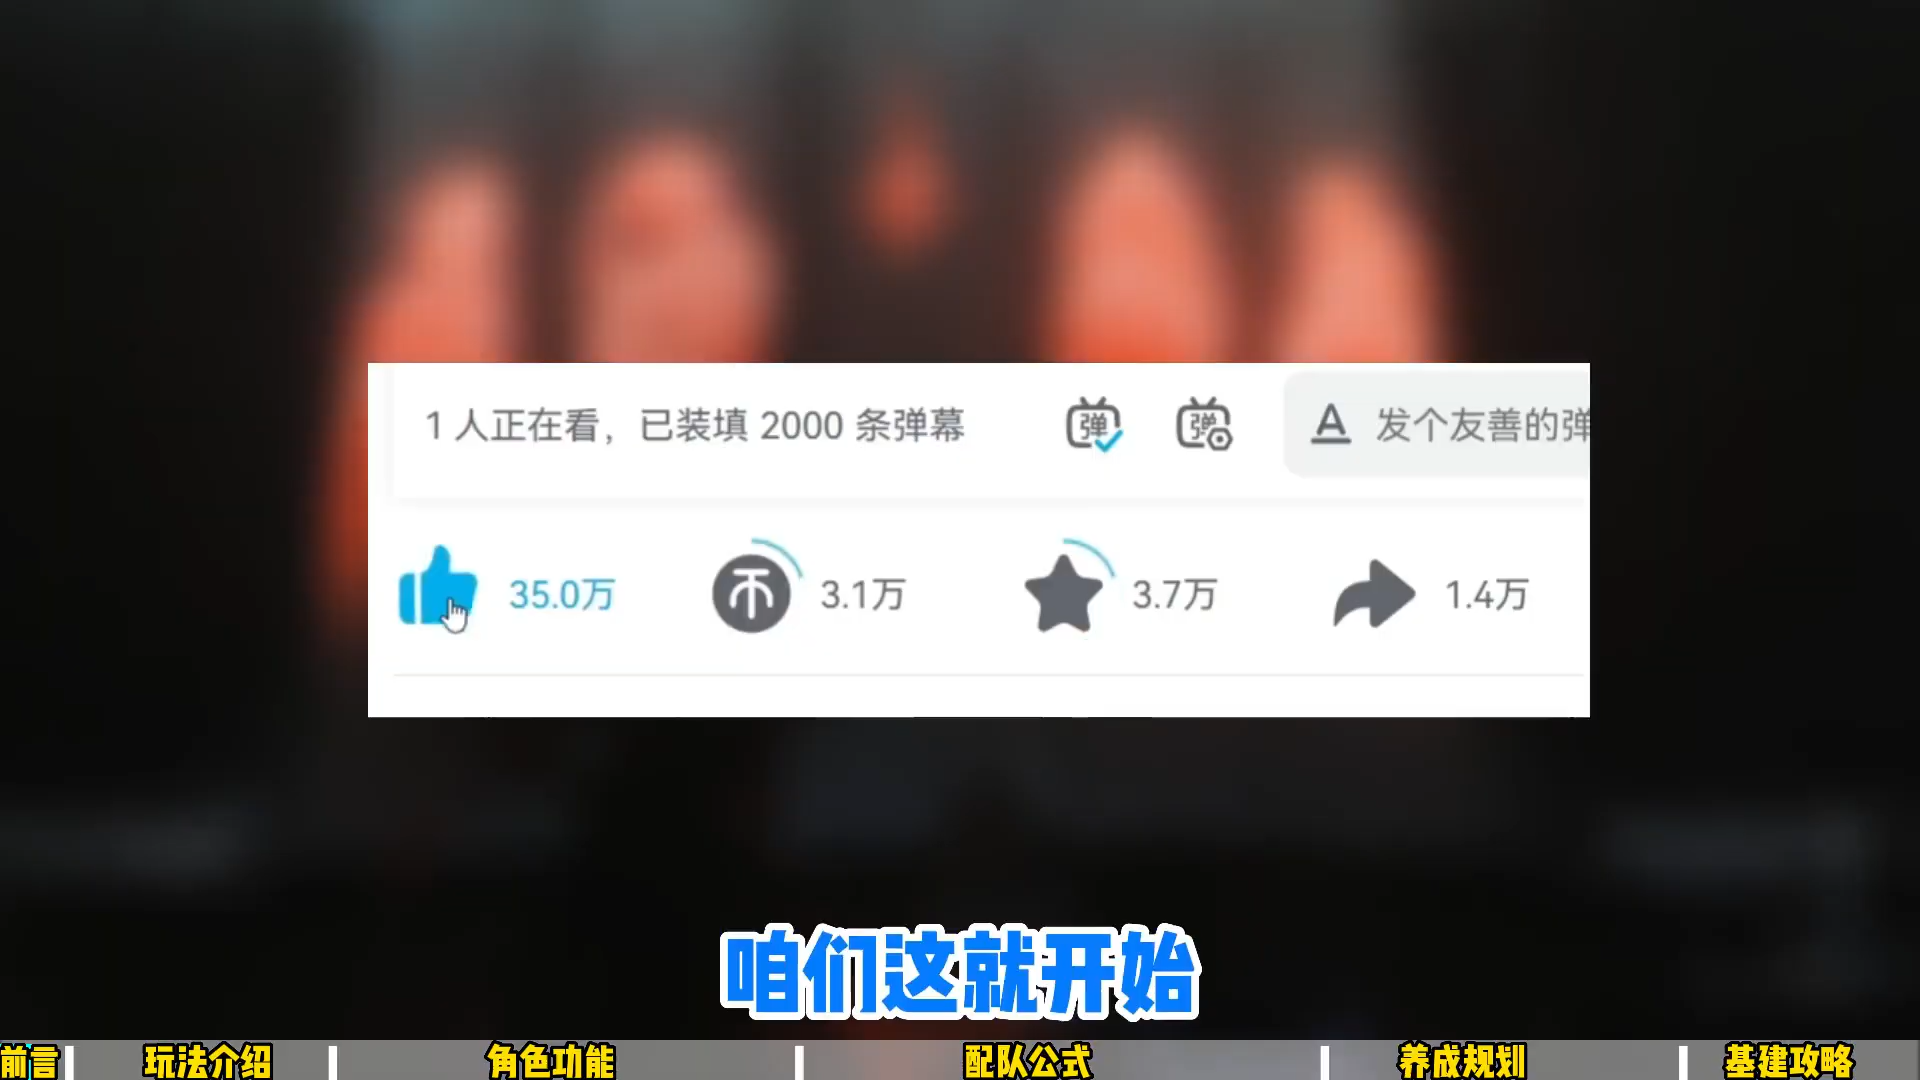 1 人正在看，已装填 2000 条弹幕
弹
弹
A 发个友善的弹
35.0万
3.1万
3.7万
1.4万
咱们这就开始
前言
玩法介绍
角色功能
配队公式
养成规划
基建攻略